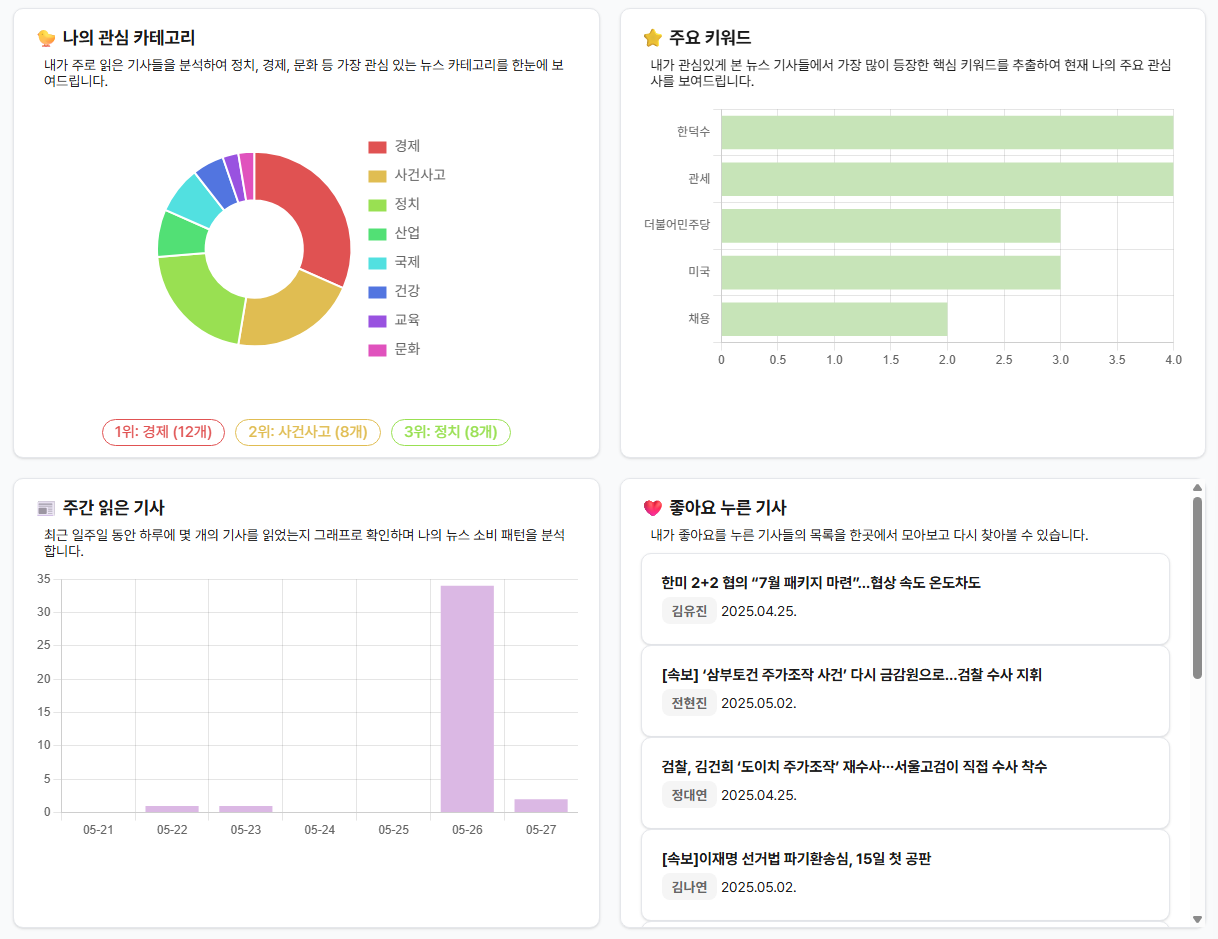 나의 관심 카테고리
내가 주로 읽은 기사들을 분석하여 정치, 경제, 문화 등 가장 관심 있는 뉴스 카테고리를 한눈에 보
여드립니다.
경제
사건사고
정치
산업
국제
건강
교육
문화
1위: 경제 (12개) 2위: 사건사고 (8개) 3위: 정치 (8개)
주요 키워드
내가 관심있게 본 뉴스 기사들에서 가장 많이 등장한 핵심 키워드를 추출하여 현재 나의 주요 관심
사를 보여드립니다.
한덕수
관세
더불어민주당
미국
채용
0 0.5 1.0 1.5 2.0 2.5 3.0 3.5 4.0
주간 읽은 기사
최근 일주일 동안 하루에 몇 개의 기사를 읽었는지 그래프로 확인하며 나의 뉴스 소비 패턴을 분석
합니다.
35
30
25
20
15
10
5
0
05-21 05-22 05-23 05-24 05-25 05-26 05-27
좋아요 누른 기사
내가 좋아요를 누른 기사들의 목록을 한곳에서 모아보고 다시 찾아볼 수 있습니다.
한미 2+2 협의 “7월 패키지 마련”…협상 속도 온도차도
김유진 2025.04.25.
[속보] ‘삼부토건 주가조작 사건’ 다시 금감원으로…검찰 수사 지휘
전현진 2025.05.02.
검찰, 김건희 ‘도이치 주가조작’ 재수사···서울고검이 직접 수사 착수
정대연 2025.04.25.
[속보]이재명 선거법 파기환송심, 15일 첫 공판
김나연 2025.05.02.